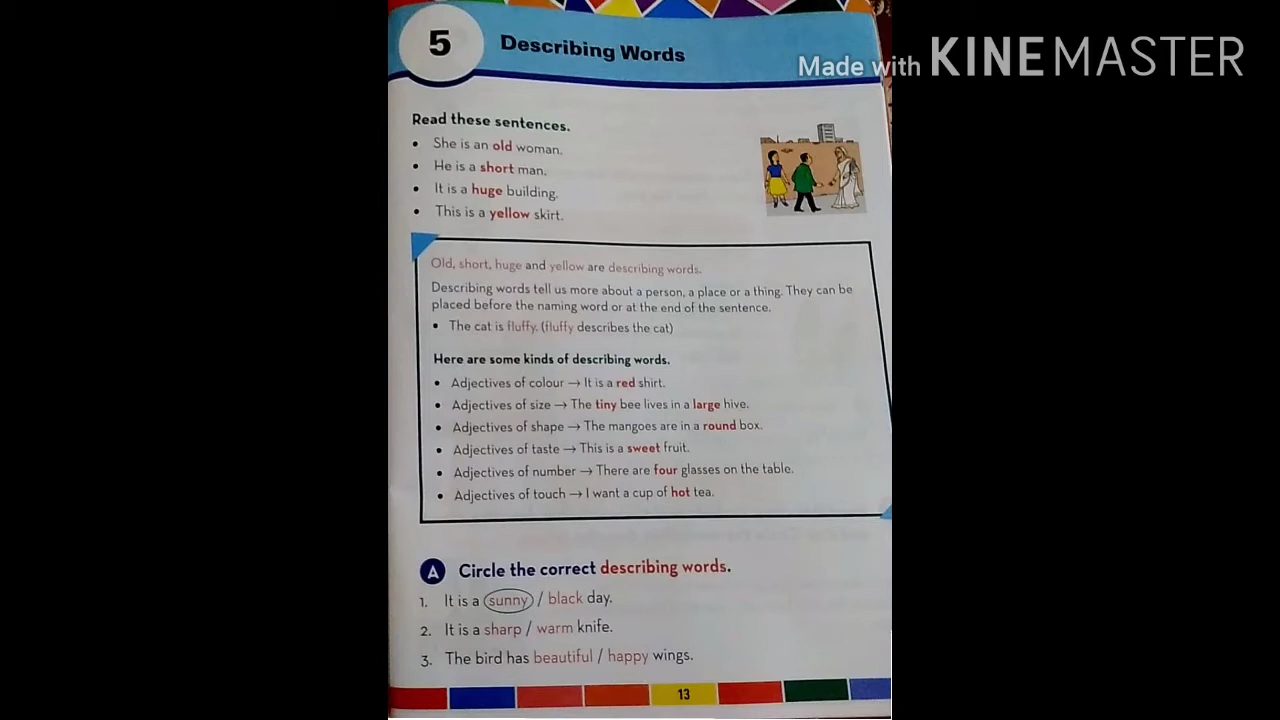 5
Describing Words
Made with KINEMASTER
Read these sentences.
• She is an old woman.
• He is a short man.
• It is a huge building.
• This is a yellow skirt.
Old, short, huge and yellow are describing words.
Describing words tell us more about a person, a place or a thing. They can be
placed before the naming word or at the end of the sentence.
• The cat is fluffy. (fluffy describes the cat)
Here are some kinds of describing words.
• Adjectives of colour → It is a red shirt.
• Adjectives of size → The tiny bee lives in a large hive.
• Adjectives of shape → The mangoes are in a round box.
• Adjectives of taste → This is a sweet fruit.
• Adjectives of number → There are four glasses on the table.
• Adjectives of touch → I want a cup of hot tea.
A Circle the correct describing words.
1. It is a sunny / black day.
2. It is a sharp / warm knife.
3. The bird has beautiful / happy wings.
13